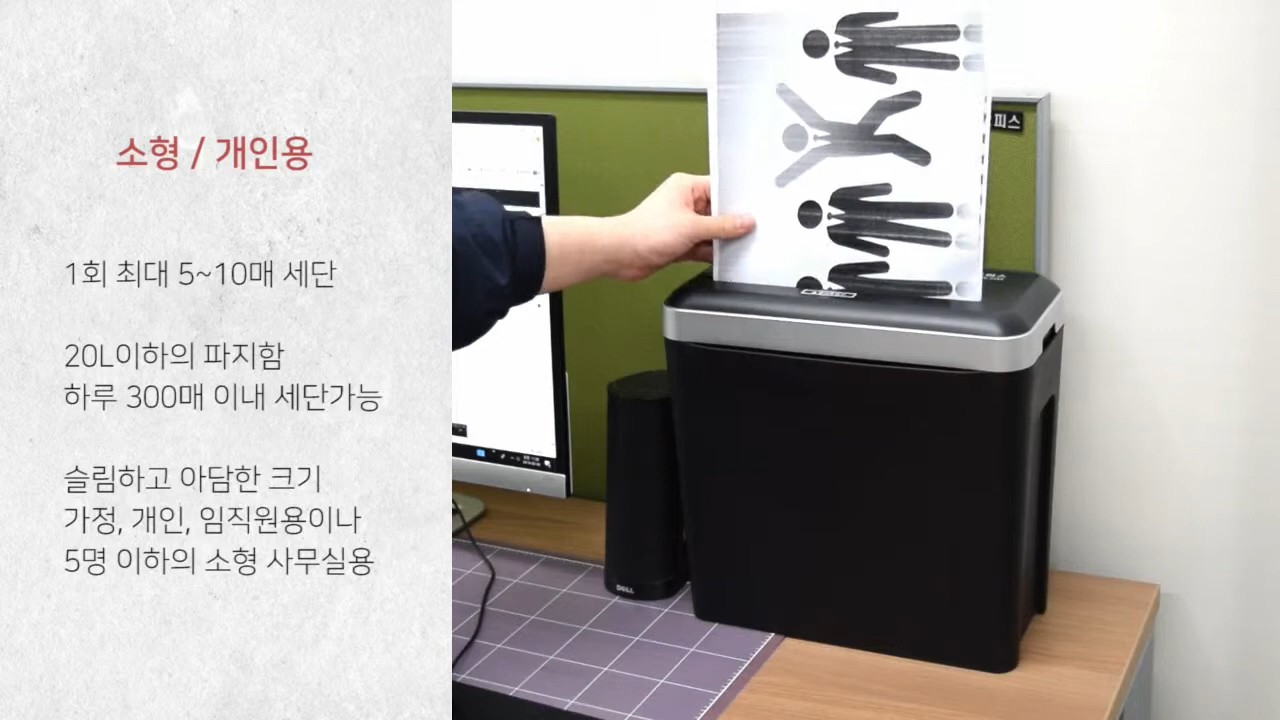 소형 / 개인용
1회 최대 5~10매 세단
20L이하의 파지함
하루 300매 이내 세단가능
슬림하고 아담한 크기
가정, 개인, 임직원용이나
5명 이하의 소형 사무실용
피스
DELL